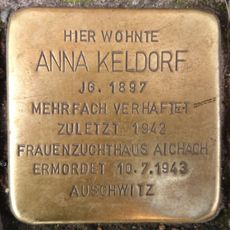 HIER WOHNTE
ANNA KELDORF
JG. 1897
MEHRFACH VERHAFTET
ZULETZT 1942
FRAUENZUCHTHAUS AICHACH
ERMORDET 10.7.1943
AUSCHWITZ